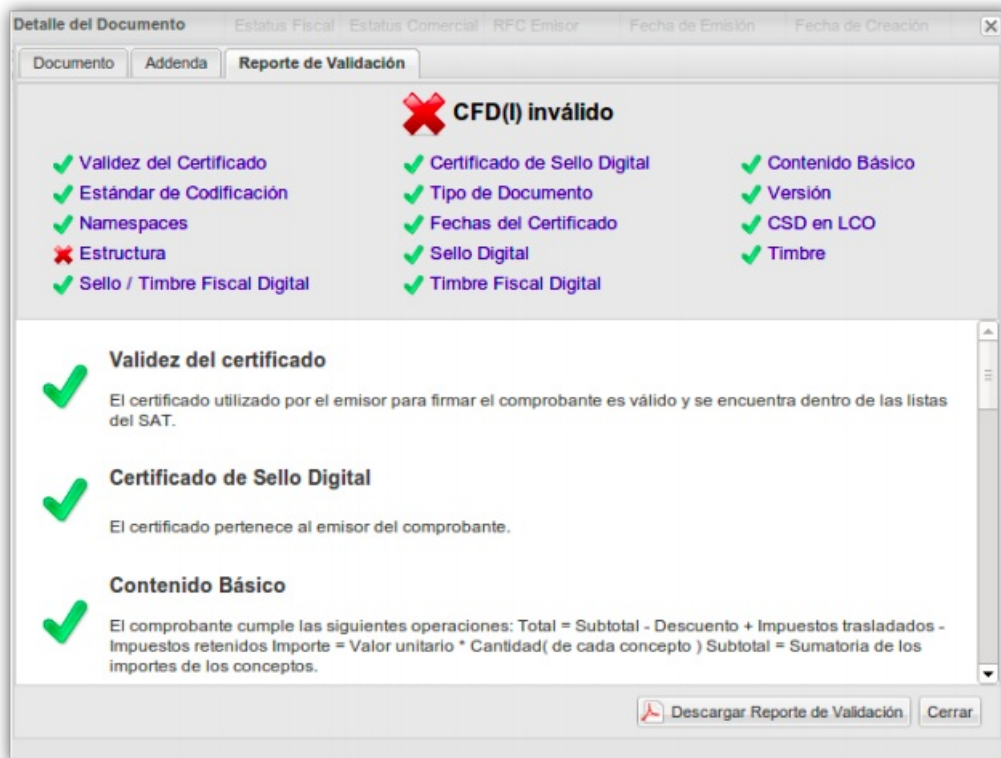 Detalle del Documento Estatus Fiscal Estatus Comercial RFC Emisor Fecha de Emisión Fecha de Creación
Documento Addenda Reporte de Validación
CFD(I) inválido
Validez del Certificado Certificado de Sello Digital Contenido Básico
Estándar de Codificación Tipo de Documento Versión
Namespaces Fechas del Certificado CSD en LCO
Estructura Sello Digital Timbre
Sello / Timbre Fiscal Digital Timbre Fiscal Digital
Validez del certificado
El certificado utilizado por el emisor para firmar el comprobante es válido y se encuentra dentro de las listas
del SAT.
Certificado de Sello Digital
El certificado pertenece al emisor del comprobante.
Contenido Básico
El comprobante cumple las siguientes operaciones: Total = Subtotal - Descuento + Impuestos trasladados -
Impuestos retenidos Importe = Valor unitario * Cantidad( de cada concepto ) Subtotal = Sumatoria de los
importes de los conceptos.
Descargar Reporte de Validación Cerrar